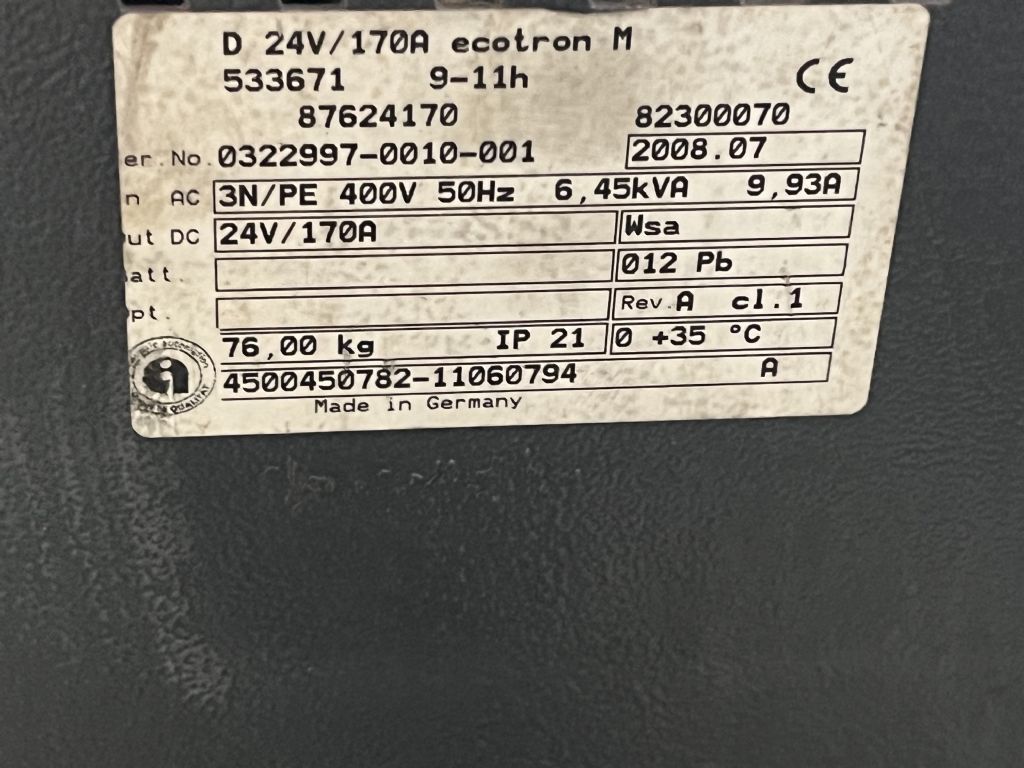 D 24V/170A ecotron M
533671 9-11h CE
87624170 82300070
er.No. 0322997-0010-001 2008.07
n AC 3N/PE 400V 50Hz 6,45kVA 9,93A
ut DC 24V/170A Wsa
att. 012 Pb
pt. Rev.A cl.1
76,00 kg IP 21 0 +35 °C
4500450782-11060794 A
Made in Germany